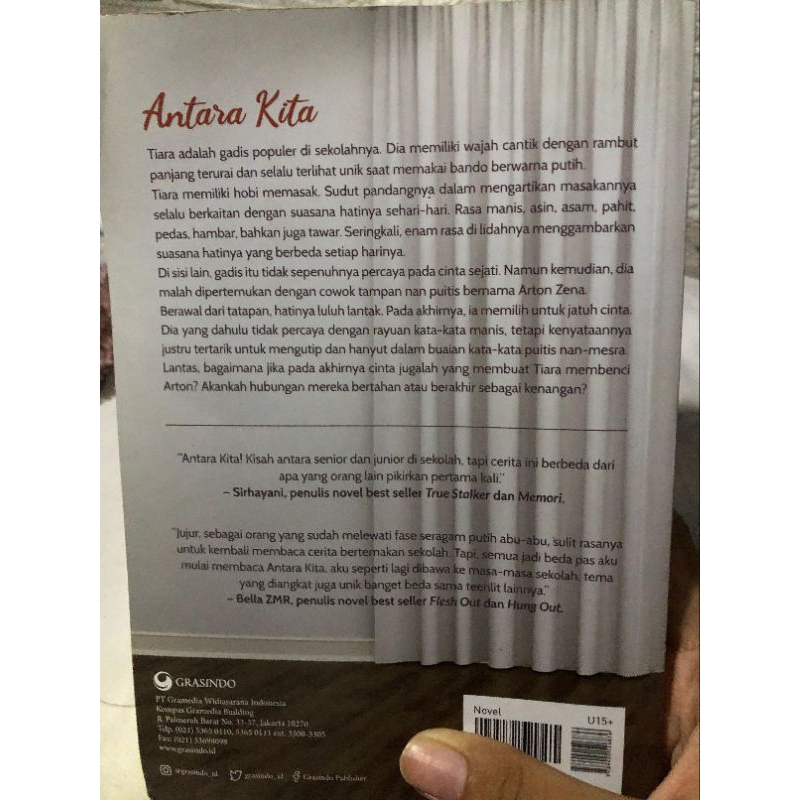 Antara Kita
Tiara adalah gadis populer di sekolahnya. Dia memiliki wajah cantik dengan rambut
panjang terurai dan selalu terlihat unik saat memakai bando berwarna putih.
Tiara memiliki hobi memasak. Sudut pandangnya dalam mengartikan masakannya
selalu berkaitan dengan suasana hatinya sehari-hari. Rasa manis, asin, asam, pahit,
pedas, hambar, bahkan juga tawar. Seringkali, enam rasa di lidahnya menggambarkan
suasana hatinya yang berbeda setiap harinya.
Di sisi lain, gadis itu tidak sepenuhnya percaya pada cinta sejati. Namun kemudian, dia
malah dipertemukan dengan cowok tampan nan puitis bernama Arton Zena.
Berawal dari tatapan, hatinya luluh lantak. Pada akhirnya, ia memilih untuk jatuh cinta.
Dia yang dahulu tidak percaya dengan rayuan kata-kata manis, tetapi kenyataannya
justru tertarik untuk mengutip dan hanyut dalam buaian kata-kata puitis nan-mesra.
Lantas, bagaimana jika pada akhirnya cinta jugalah yang membuat Tiara membenci
Arton? Akankah hubungan mereka bertahan atau berakhir sebagai kenangan?
"Antara Kita! Kisah antara senior dan junior di sekolah, tapi cerita ini berbeda dari
apa yang orang lain pikirkan pertama kali."
– Sirhayani, penulis novel best seller True Stalker dan Memori.
"Jujur, sebagai orang yang sudah melewati fase seragam putih abu-abu, sulit rasanya
untuk kembali membaca cerita bertemakan sekolah. Tapi, semua jadi beda pas aku
mulai membaca Antara Kita, aku seperti lagi dibawa ke masa-masa sekolah, tema
yang diangkat juga unik banget beda sama teenlit lainnya."
– Bella ZMR, penulis novel best seller Flesh Out dan Hung Out.
GRASINDO
PT Gramedia Widiasarana Indonesia
Kompas Gramedia Building
Jl. Palmerah Barat No. 33-37, Jakarta 10270
Telp. (021) 5365 0110, 5365 0111 ext. 3300-3305
Fax: (021) 53698098
www.grasindo.id
@grasindo_id grasindo_id Grasindo Publisher
Novel
U15+